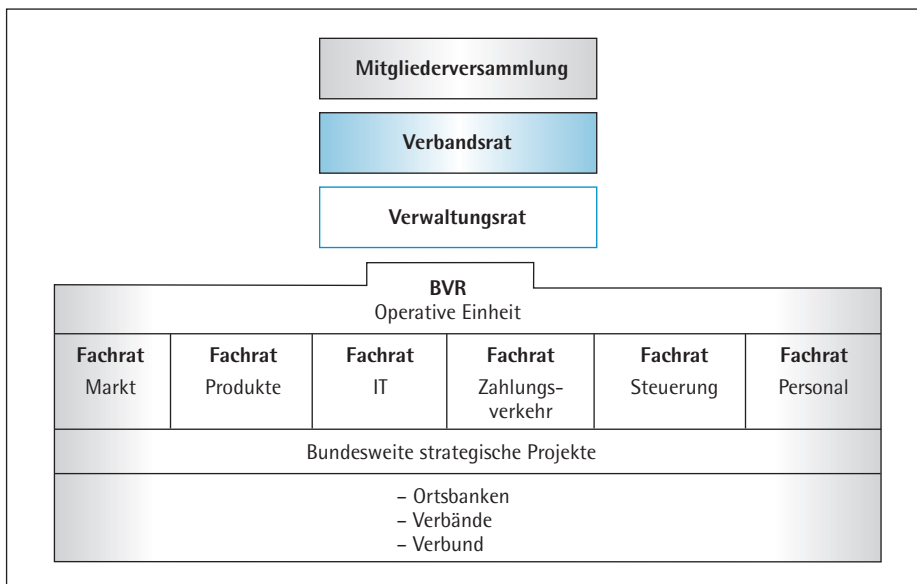 Mitgliederversammlung
Verbandsrat
Verwaltungsrat
BVR
Operative Einheit
Fachrat
Markt
Fachrat
Produkte
Fachrat
IT
Fachrat
Zahlungs-
verkehr
Fachrat
Steuerung
Fachrat
Personal
Bundesweite strategische Projekte
– Ortsbanken
– Verbände
– Verbund